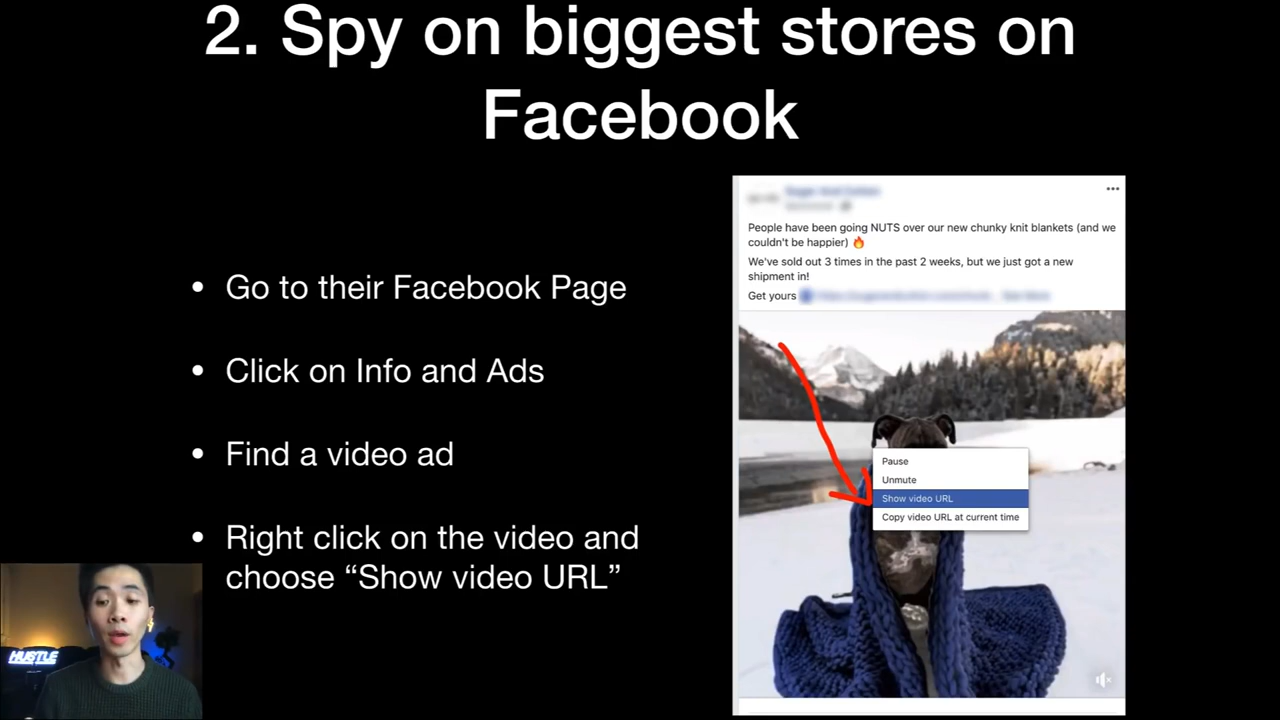 2. Spy on biggest stores on
Facebook
• Go to their Facebook Page
• Click on Info and Ads
• Find a video ad
• Right click on the video and
choose “Show video URL”
People have been going NUTS over our new chunky knit blankets (and we
couldn't be happier) 🔥
We've sold out 3 times in the past 2 weeks, but we just got a new
shipment in!
Get yours
Pause
Unmute
Show video URL
Copy video URL at current time
HUSTLE